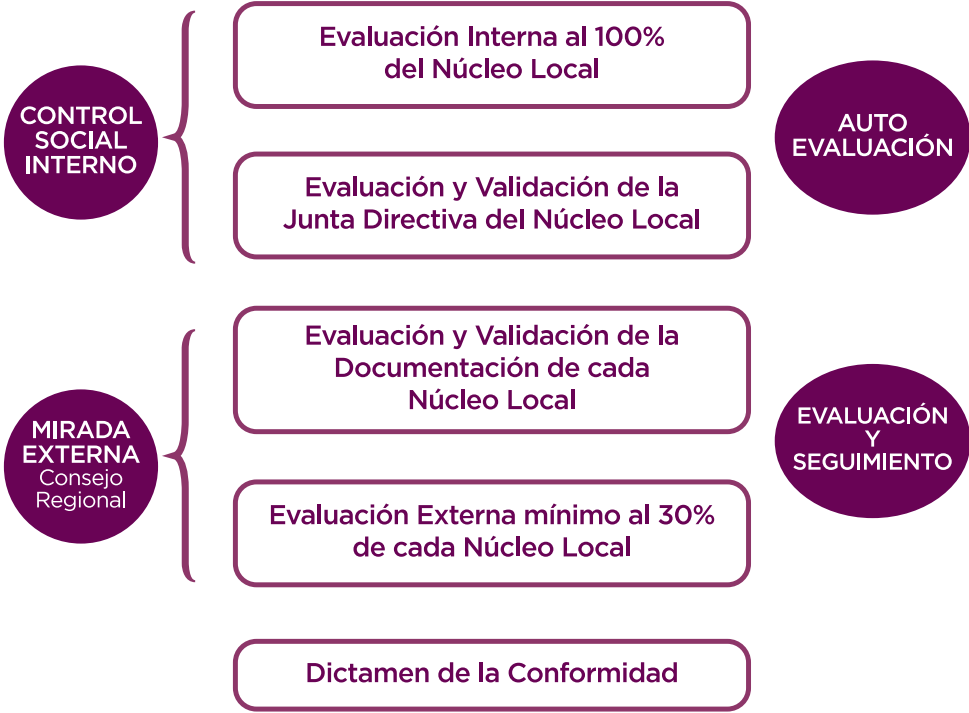 CONTROL
SOCIAL
INTERNO
Evaluación Interna al 100%
del Núcleo Local
Evaluación y Validación de la
Junta Directiva del Núcleo Local
AUTO
EVALUACIÓN
MIRADA
EXTERNA
Consejo
Regional
Evaluación y Validación de la
Documentación de cada
Núcleo Local
Evaluación Externa mínimo al 30%
de cada Núcleo Local
EVALUACIÓN
Y
SEGUIMIENTO
Dictamen de la Conformidad